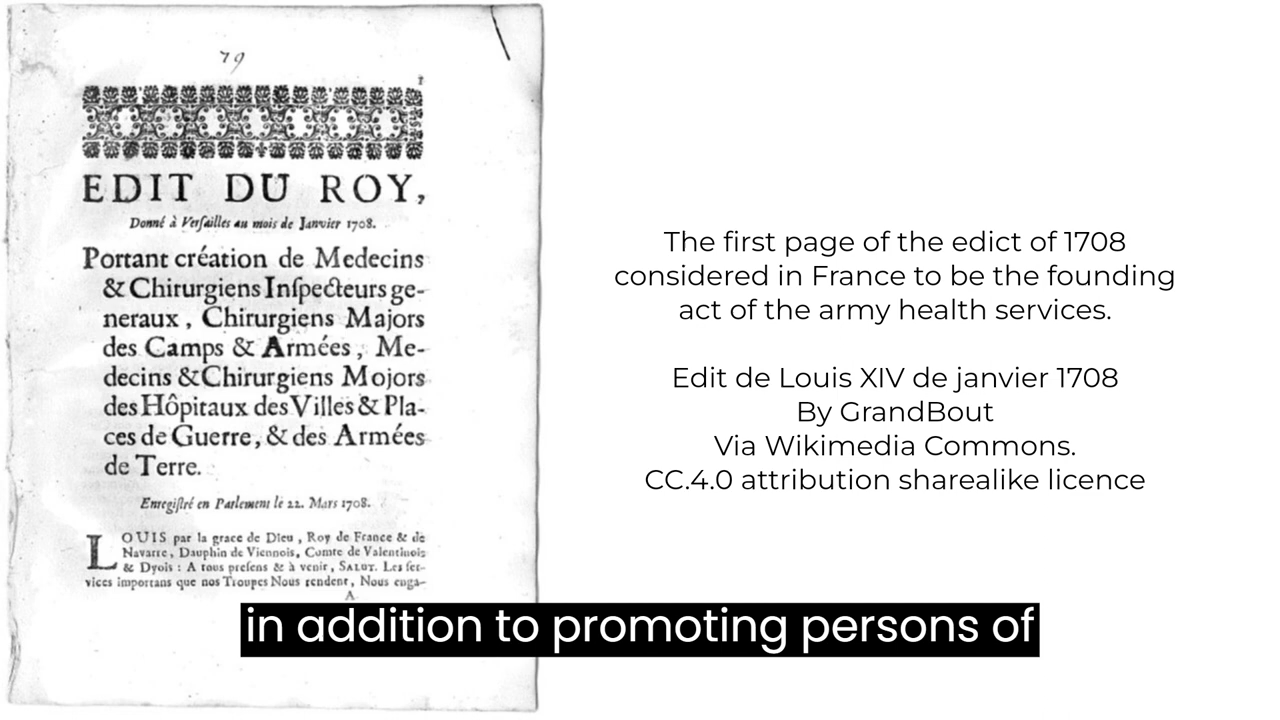 79
1
EDIT DU ROY,
Donné à Verſailles au mois de Janvier 1708.
Portant création de Medecins
& Chirurgiens Inſpecteurs ge-
neraux, Chirurgiens Majors
des Camps & Armées, Me-
decins & Chirurgiens Mojors
des Hôpitaux des Villes & Pla-
ces de Guerre, & des Armées
de Terre.
Enregiſtré en Parlement le 22. Mars 1708.
LOUIS par la grace de Dieu, Roy de France & de
Navarre, Dauphin de Viennois, Comte de Valentinois
& Dyois : A tous preſens & à venir, SALUT. Les ſer-
vices importans que nos Troupes Nous rendent, Nous enga-
A
The first page of the edict of 1708
considered in France to be the founding
act of the army health services.
Edit de Louis XIV de janvier 1708
By GrandBout
Via Wikimedia Commons.
CC.4.0 attribution sharealike licence
in addition to promoting persons of